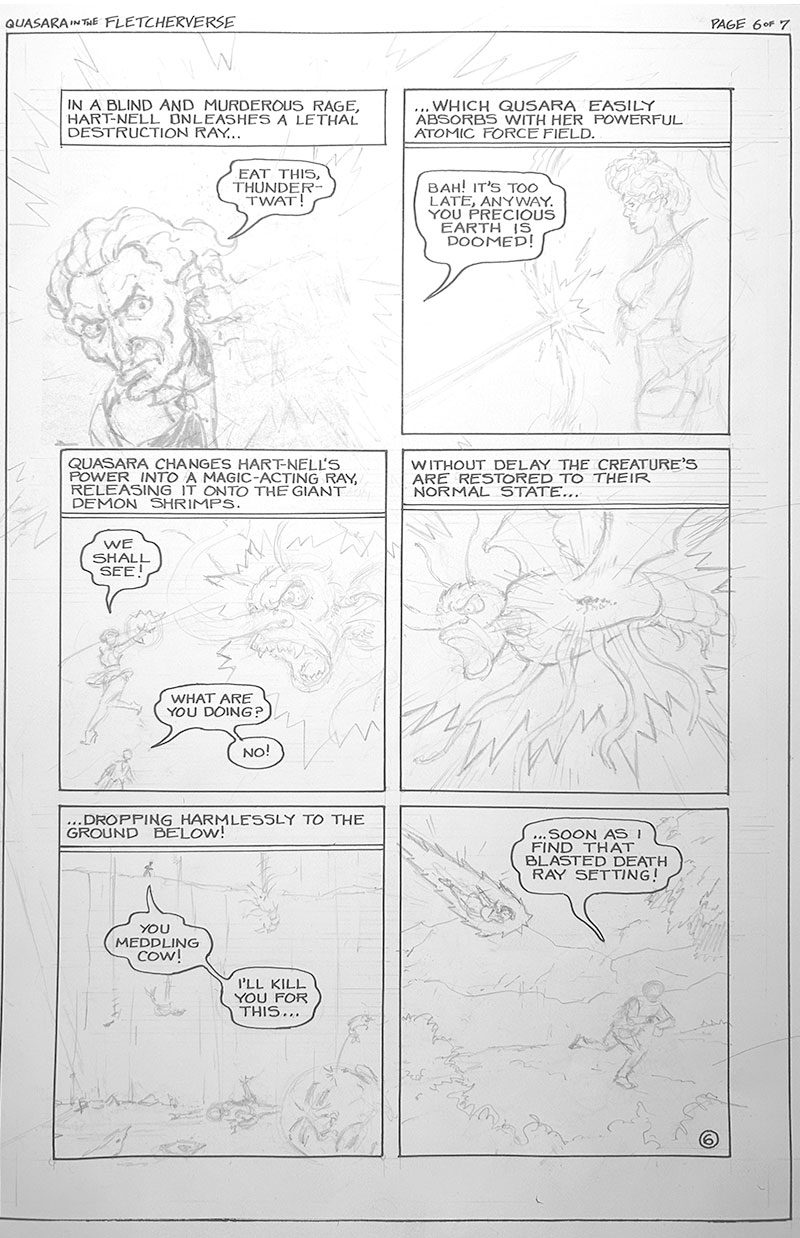 QUASARA IN THE FLETCHERVERSE
PAGE 6 OF 7
IN A BLIND AND MURDEROUS RAGE,
HART-NELL UNLEASHES A LETHAL
DESTRUCTION RAY...
EAT THIS,
THUNDER-
TWAT!
...WHICH QUSARA EASILY
ABSORBS WITH HER POWERFUL
ATOMIC FORCE FIELD.
BAH! IT'S TOO
LATE, ANYWAY.
YOU PRECIOUS
EARTH IS
DOOMED!
QUASARA CHANGES HART-NELL'S
POWER INTO A MAGIC-ACTING RAY,
RELEASING IT ONTO THE GIANT
DEMON SHRIMPS.
WE
SHALL
SEE!
WHAT ARE
YOU DOING?
NO!
WITHOUT DELAY THE CREATURE'S
ARE RESTORED TO THEIR
NORMAL STATE...
...DROPPING HARMLESSLY TO THE
GROUND BELOW!
YOU
MEDDLING
COW!
I'LL KILL
YOU FOR
THIS...
...SOON AS I
FIND THAT
BLASTED DEATH
RAY SETTING!
6